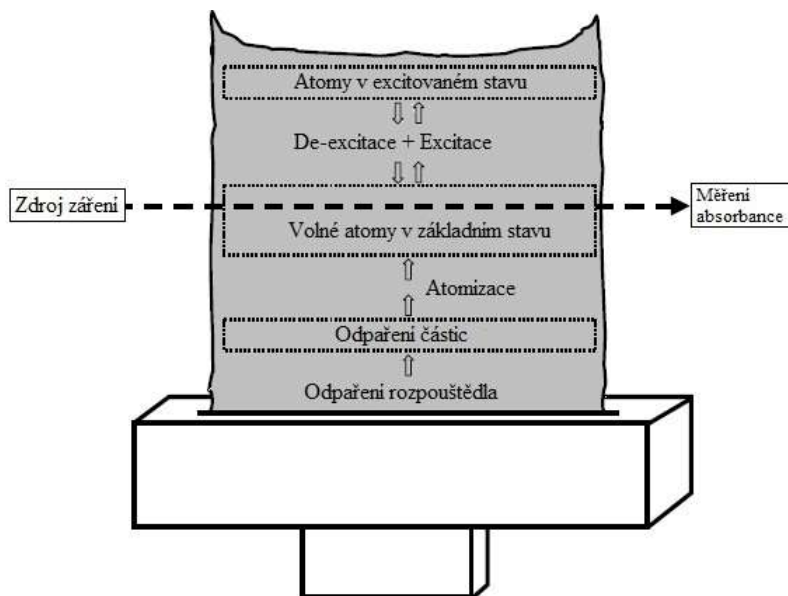 Atomy v excitovaném stavu
De-excitace + Excitace
Zdroj záření
Měření
absorbance
Volné atomy v základním stavu
Atomizace
Odpaření částic
Odpaření rozpouštědla